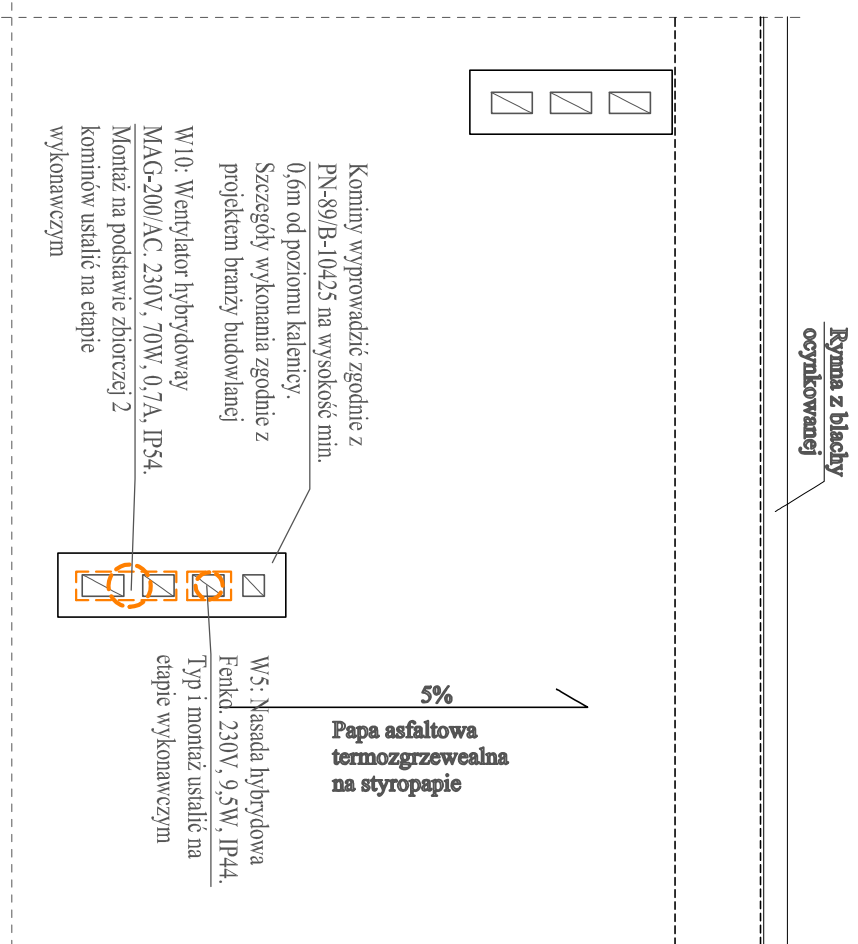 Rynna z blachy
ocynkowanej
Kominy wyprowadzić zgodnie z
PN-89/B-10425 na wysokość min.
0,6m od poziomu kalenicy.
Szczegóły wykonania zgodnie z
projektem branży budowlanej
W10: Wentylator hybrydoway
MAG-200/AC. 230V, 70W, 0,7A, IP54.
Montaż na podstawie zbiorczej 2
kominów ustalić na etapie
wykonawczym
W5: Nasada hybrydowa
Fenko. 230V, 9,5W, IP44.
Typ i montaż ustalić na
etapie wykonawczym
5%
Papa asfaltowa
termozgrzewealna
na styropapie